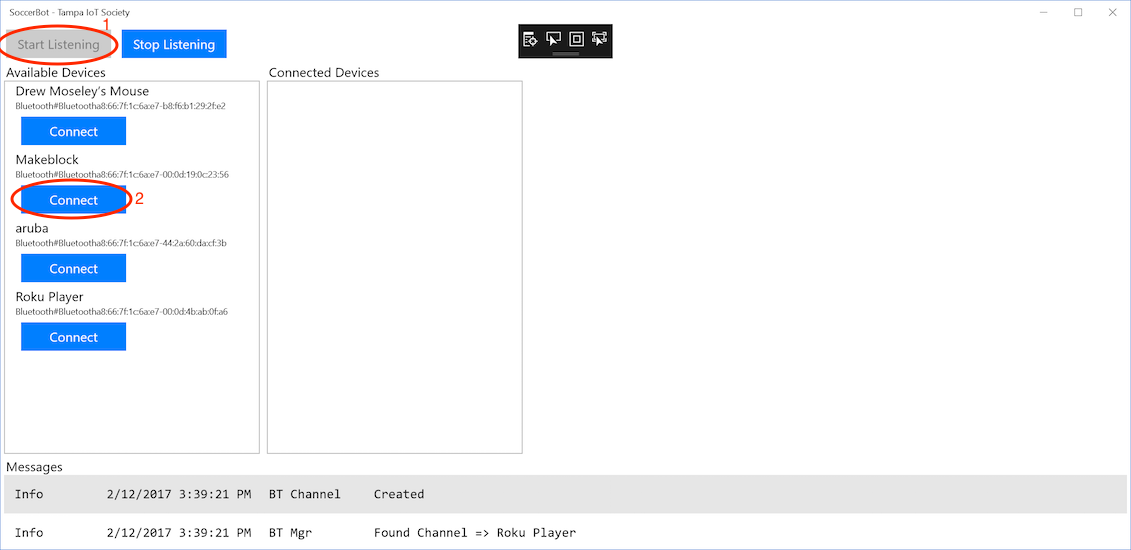 SoccerBot - Tampa IoT Society
1
Start Listening
Stop Listening
Available Devices
Connected Devices
Drew Moseley's Mouse
Bluetooth#Bluetootha8:66:7f:1c:6a:e7-b8:f6:b1:29:2f:e2
Connect
Makeblock
Bluetooth#Bluetootha8:66:7f:1c:6a:e7-00:0d:19:0c:23:56
Connect 2
aruba
Bluetooth#Bluetootha8:66:7f:1c:6a:e7-44:2a:60:da:cf:3b
Connect
Roku Player
Bluetooth#Bluetootha8:66:7f:1c:6a:e7-00:0d:4b:ab:0f:a6
Connect
Messages
Info 2/12/2017 3:39:21 PM BT Channel Created
Info 2/12/2017 3:39:21 PM BT Mgr Found Channel => Roku Player